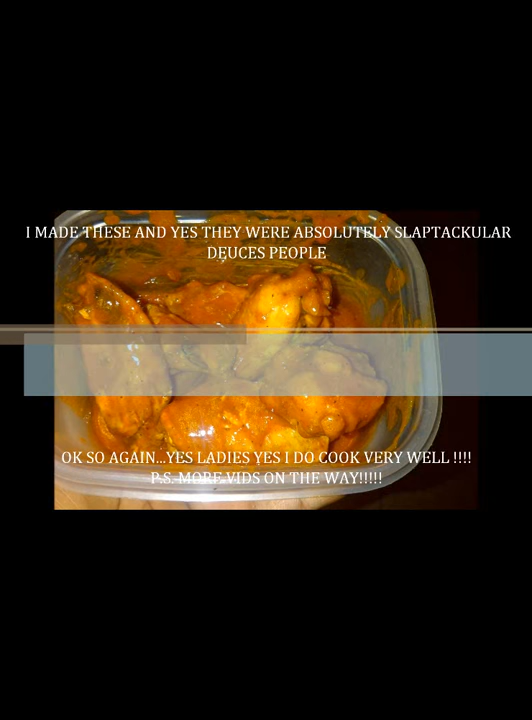 I MADE THESE AND YES THEY WERE ABSOLUTELY SLAPTACKULAR
DEUCES PEOPLE
OK SO AGAIN...YES LADIES YES I DO COOK VERY WELL !!!!
P.S. MORE VIDS ON THE WAY!!!!!